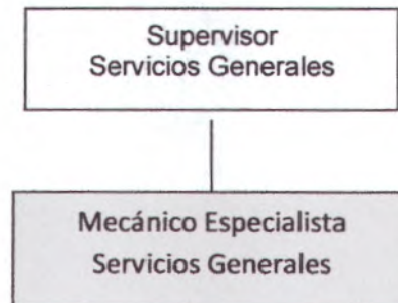 Supervisor
Servicios Generales
Mecánico Especialista
Servicios Generales